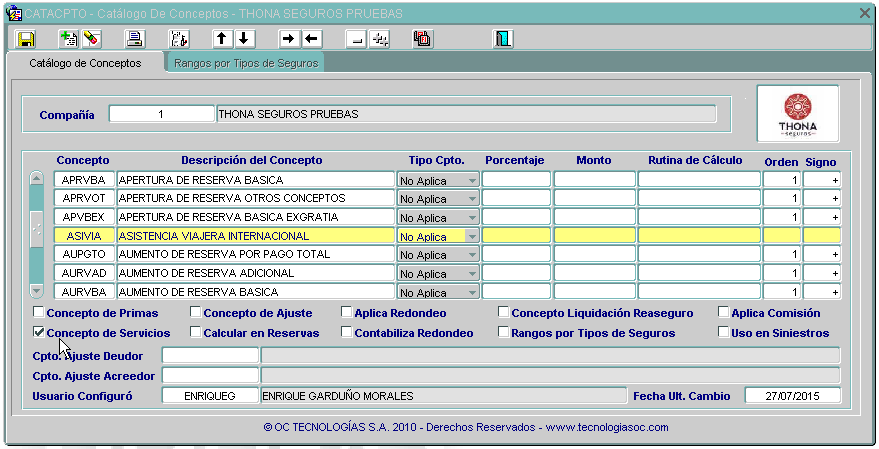 CATACPTO - Catálogo De Conceptos - THONA SEGUROS PRUEBAS
Catálogo de Conceptos Rangos por Tipos de Seguros
Compañía 1 THONA SEGUROS PRUEBAS
THONA
seguros
Concepto Descripción del Concepto Tipo Cpto. Porcentaje Monto Rutina de Cálculo Orden Signo
APRVBA APERTURA DE RESERVA BASICA No Aplica 1 +
APRVOT APERTURA DE RESERVA OTROS CONCEPTOS No Aplica 1 +
APVBEX APERTURA DE RESERVA BASICA EXGRATIA No Aplica 1 +
ASIVIA ASISTENCIA VIAJERA INTERNACIONAL No Aplica
AUPGTO AUMENTO DE RESERVA POR PAGO TOTAL No Aplica 1 +
AURVAD AUMENTO DE RESERVA ADICIONAL No Aplica 1 +
AURVBA AUMENTO DE RESERVA BASICA No Aplica 1 +
Concepto de Primas Concepto de Ajuste Aplica Redondeo Concepto Liquidación Reaseguro Aplica Comisión
Concepto de Servicios Calcular en Reservas Contabiliza Redondeo Rangos por Tipos de Seguros Uso en Siniestros
Cpto. Ajuste Deudor
Cpto. Ajuste Acreedor
Usuario Configuró ENRIQUEG ENRIQUE GARDUÑO MORALES Fecha Ult. Cambio 27/07/2015
© OC TECNOLOGÍAS S.A. 2010 - Derechos Reservados - www.tecnologiasoc.com